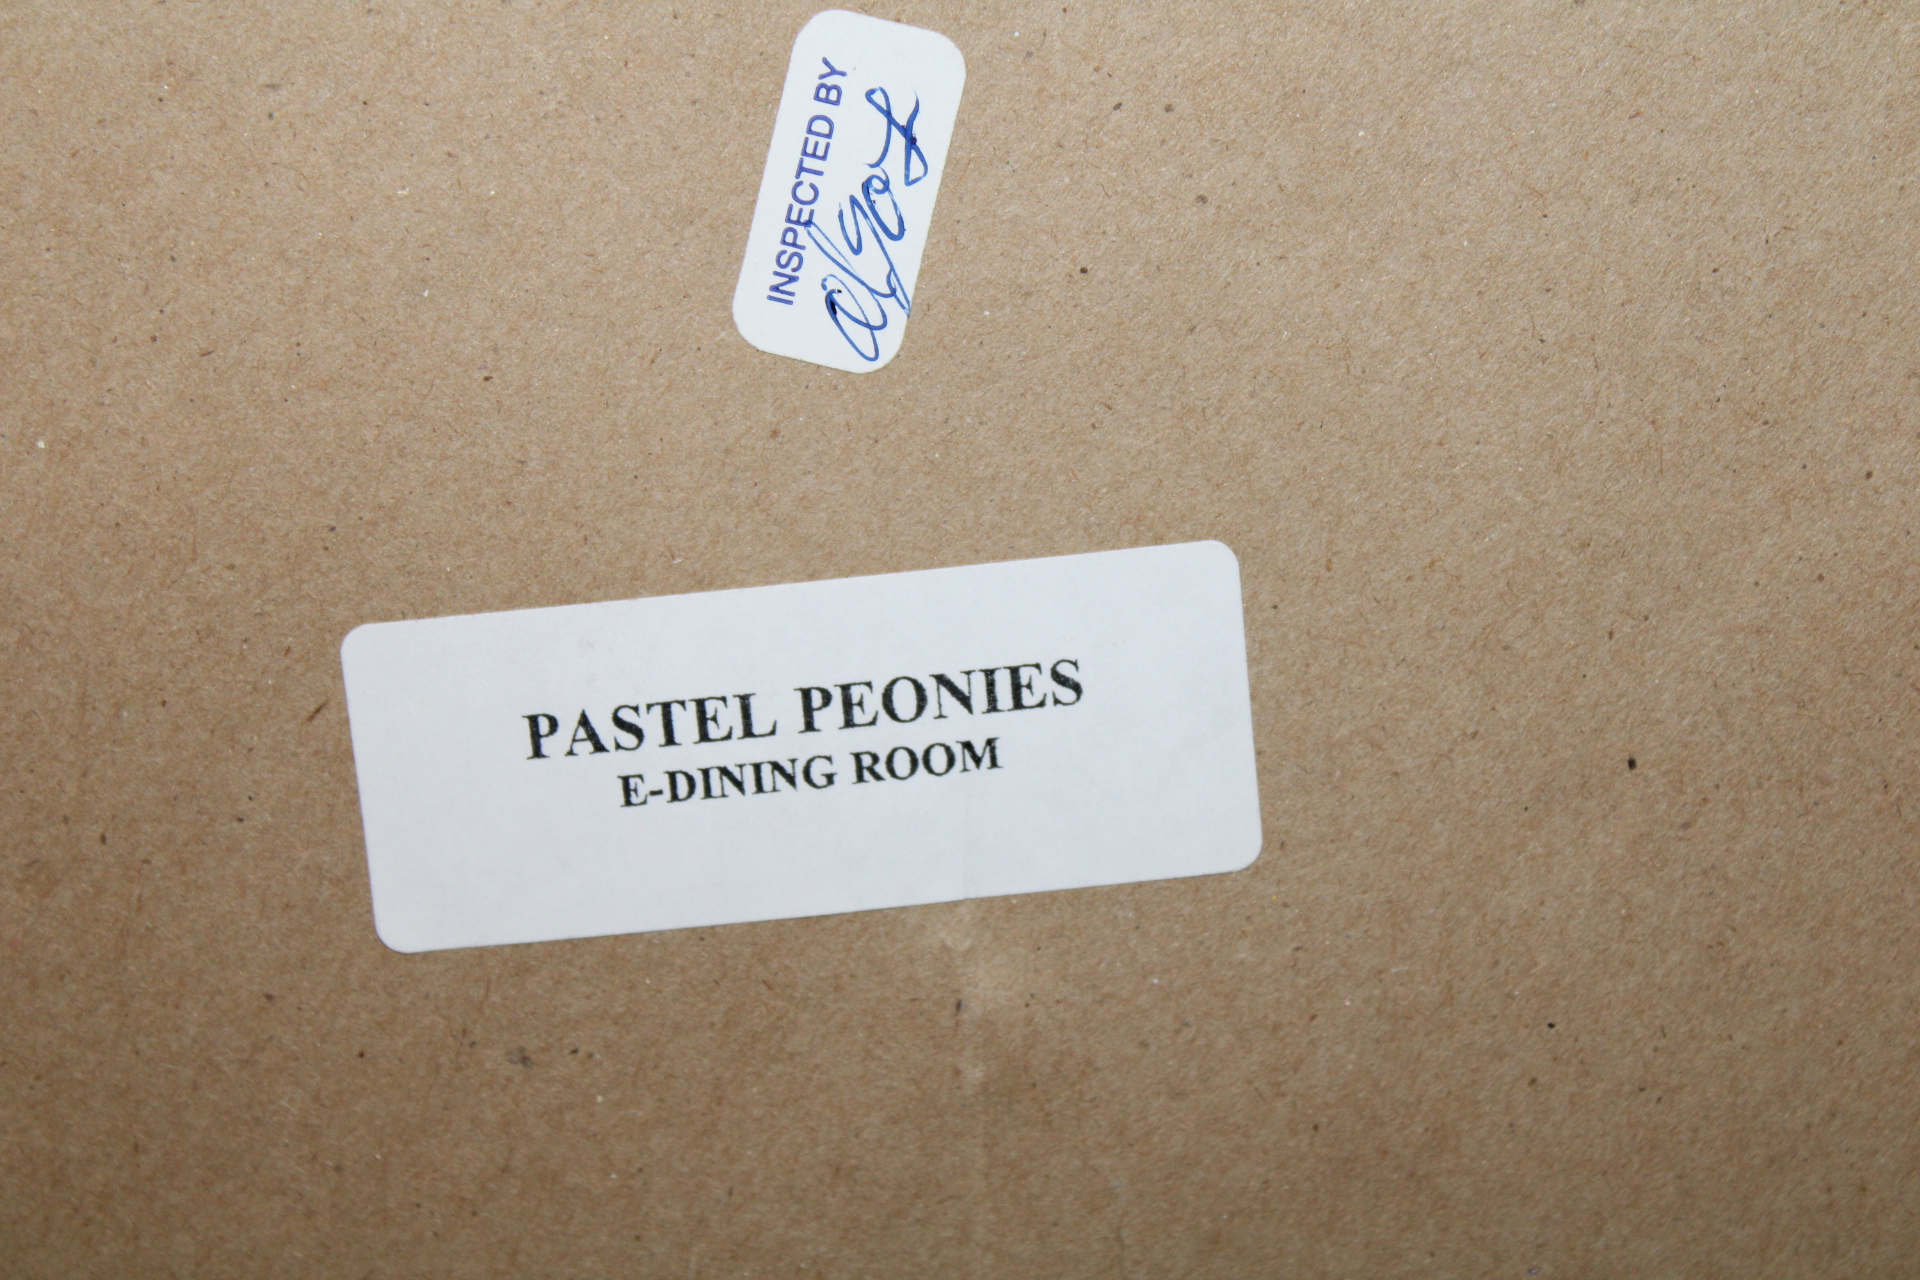 INSPECTED BY
PASTEL PEONIES
E-DINING ROOM